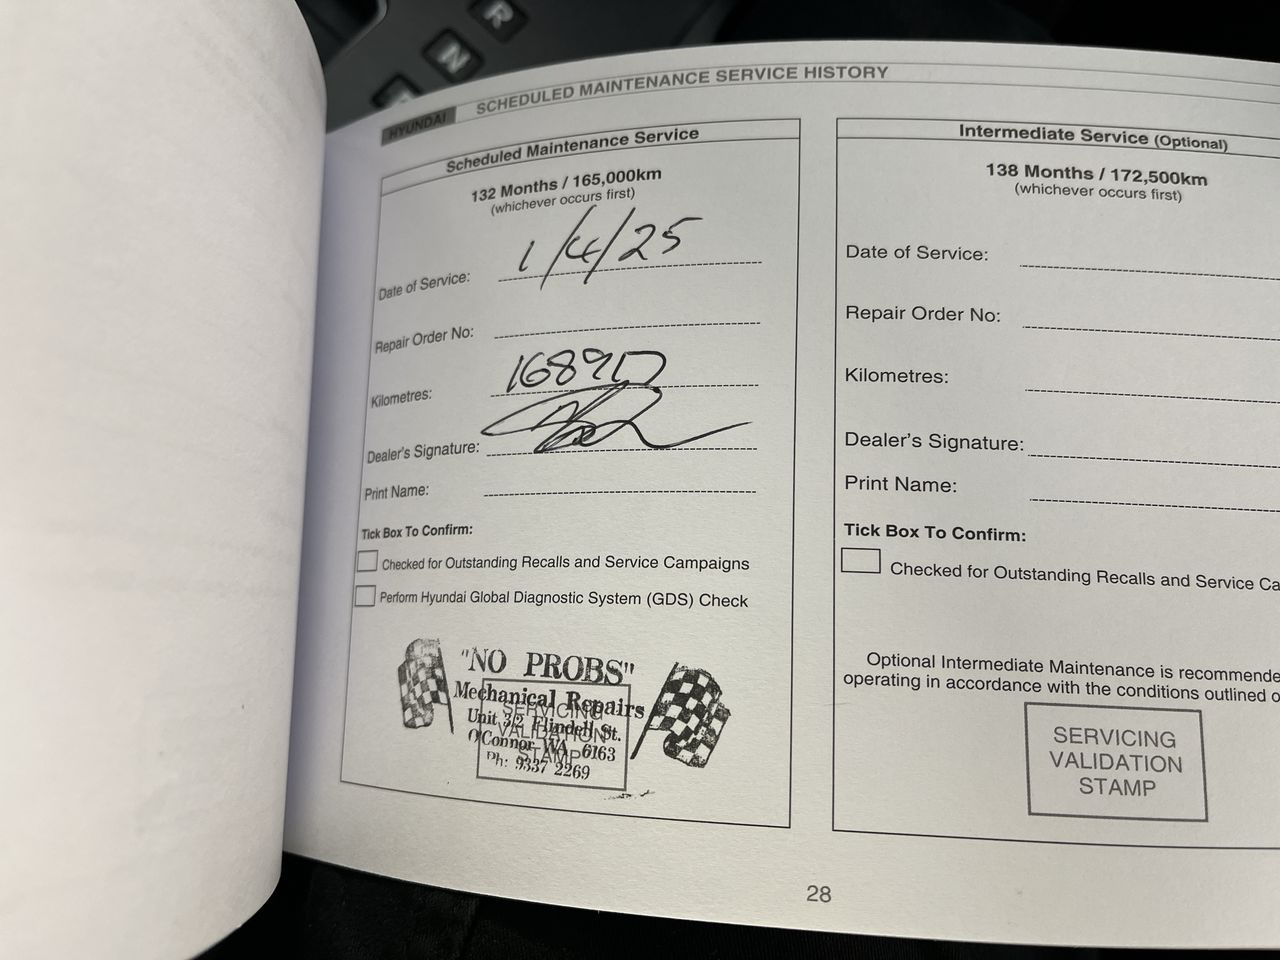 R
N
HYUNDAI SCHEDULED MAINTENANCE SERVICE HISTORY
Scheduled Maintenance Service
132 Months / 165,000km
(whichever occurs first)
Date of Service: 1/4/25
Repair Order No:
Kilometres:
Dealer's Signature:
Print Name:
Tick Box To Confirm:
Checked for Outstanding Recalls and Service Campaigns
Perform Hyundai Global Diagnostic System (GDS) Check
"NO PROBS"
Mechanical Repairs
Unit 3/2 Flindell St.
O'Connor WA 6163
Ph: 9337 2269
SERVICING
VALIDATION
STAMP
Intermediate Service (Optional)
138 Months / 172,500km
(whichever occurs first)
Date of Service:
Repair Order No:
Kilometres:
Dealer's Signature:
Print Name:
Tick Box To Confirm:
Checked for Outstanding Recalls and Service Ca
Optional Intermediate Maintenance is recommende
operating in accordance with the conditions outlined o
SERVICING
VALIDATION
STAMP
28